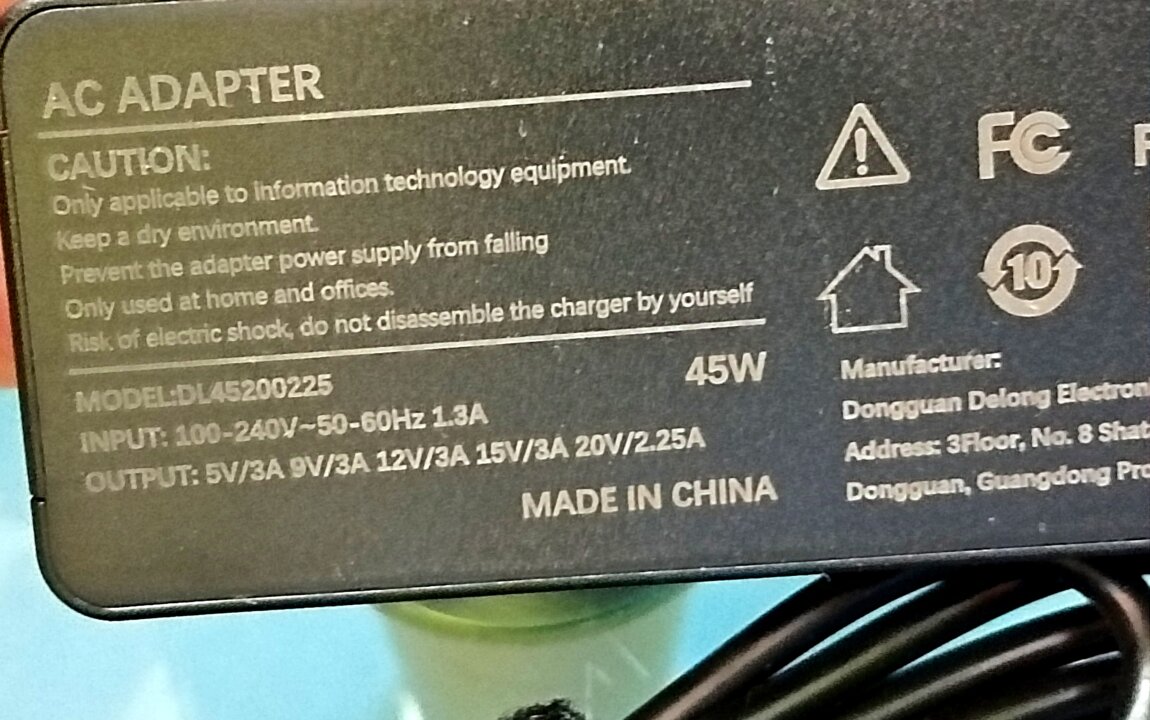 AC ADAPTER
CAUTION:
Only applicable to information technology equipment.
Keep a dry environment.
Prevent the adapter power supply from falling
Only used at home and offices.
Risk of electric shock, do not disassemble the charger by yourself
MODEL:DL45200225
45W
INPUT: 100-240V~50-60Hz 1.3A
OUTPUT: 5V/3A 9V/3A 12V/3A 15V/3A 20V/2.25A
MADE IN CHINA
FC
10
Manufacturer:
Dongguan Delong Electroni
Address: 3Floor, No. 8 Shat
Dongguan, Guangdong Pro